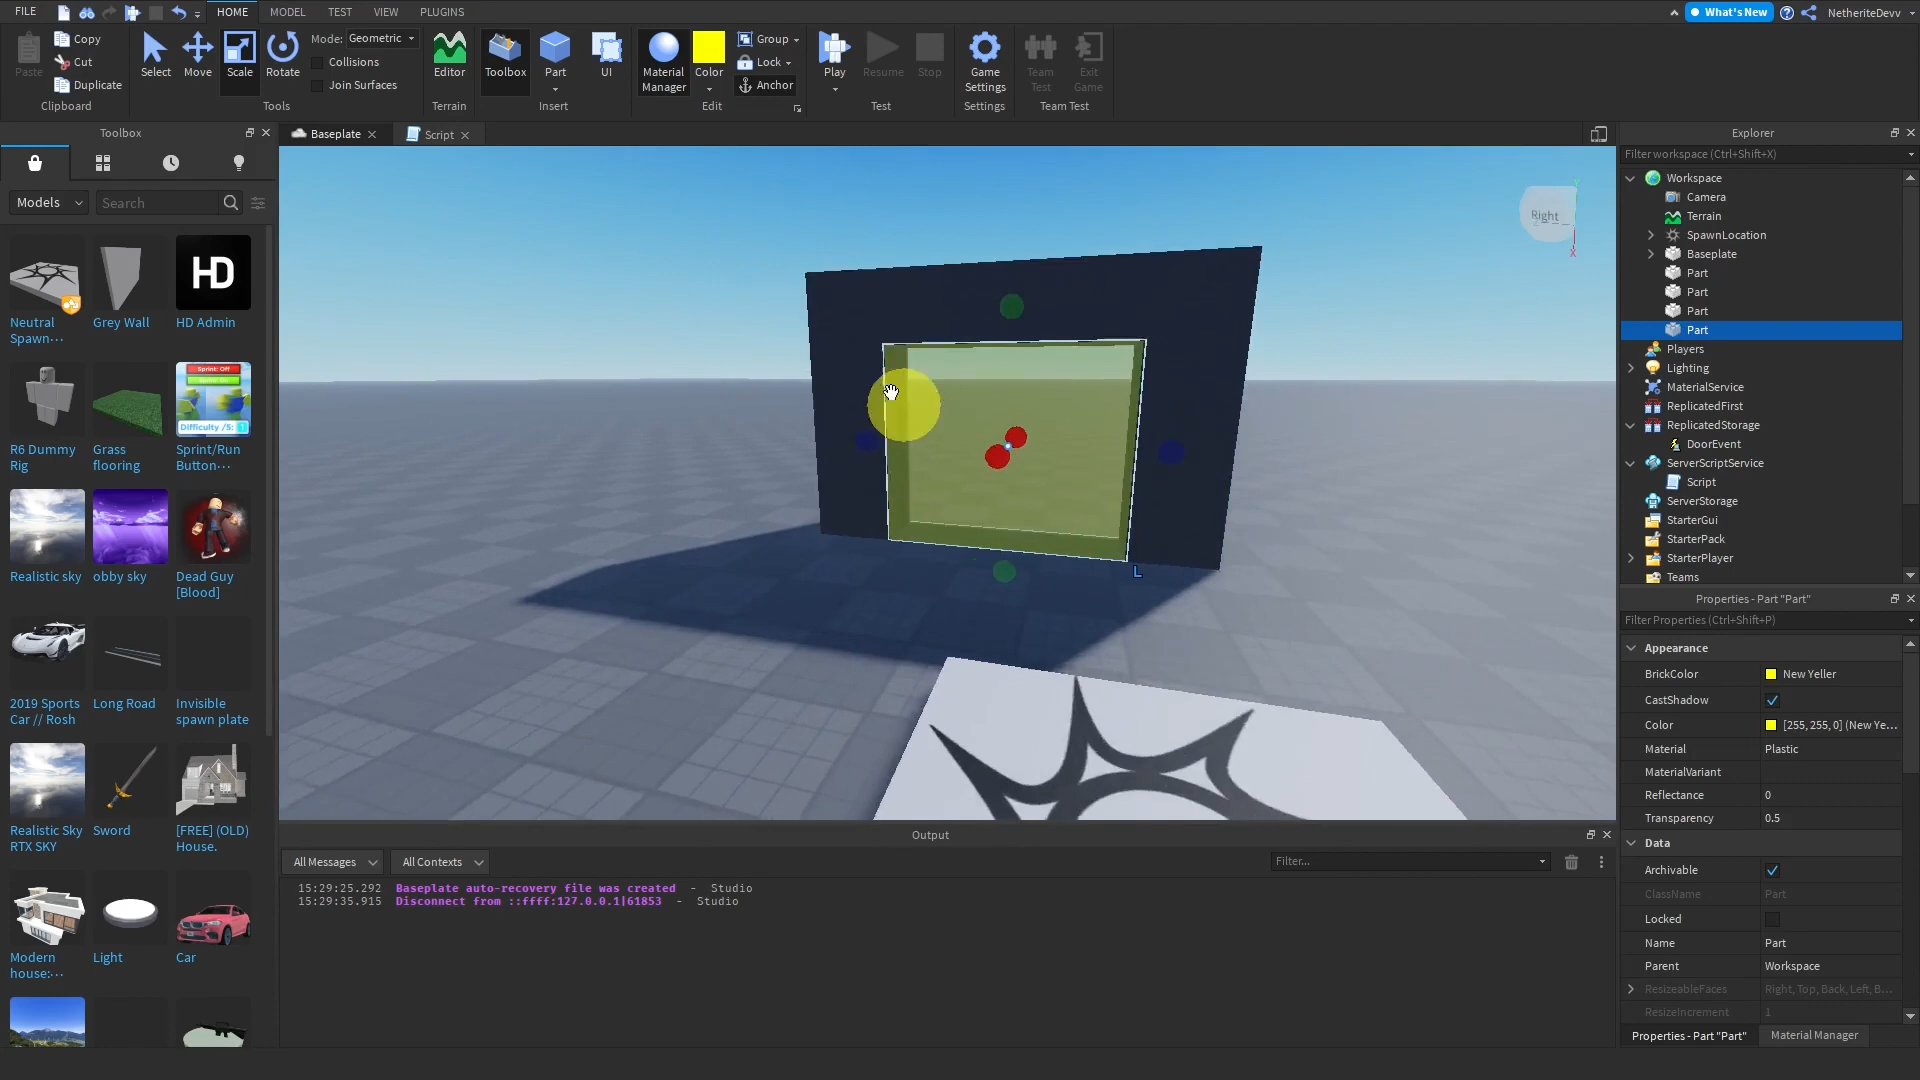 FILE
HOME
MODEL
TEST
VIEW
PLUGINS
What's New
NetheriteDevv
Paste
Copy
Cut
Duplicate
Clipboard
Select
Move
Scale
Rotate
Mode: Geometric
Collisions
Join Surfaces
Tools
Editor
Terrain
Toolbox
Part
UI
Insert
Material
Manager
Color
Group
Lock
Anchor
Edit
Play
Resume
Stop
Test
Game
Settings
Settings
Team
Test
Exit
Game
Team Test
Toolbox
Models
Search
Neutral
Spawn···
Grey Wall
HD
HD Admin
R6 Dummy
Rig
Grass
flooring
Sprint: Off
Difficulty /5: 1
Sprint/Run
Button···
Realistic sky
obby sky
Dead Guy
[Blood]
2019 Sports
Car // Rosh
Long Road
Invisible
spawn plate
Realistic Sky
RTX SKY
Sword
[FREE] (OLD)
House.
Modern
house:···
Light
Car
Baseplate
Script
Right
Y
X
L
Output
All Messages
All Contexts
Filter...
15:29:25.292 Baseplate auto-recovery file was created - Studio
15:29:35.915 Disconnect from ::ffff:127.0.0.1|61853 - Studio
Explorer
Filter workspace (Ctrl+Shift+X)
Workspace
Camera
Terrain
SpawnLocation
Baseplate
Part
Part
Part
Part
Players
Lighting
MaterialService
ReplicatedFirst
ReplicatedStorage
DoorEvent
ServerScriptService
Script
ServerStorage
StarterGui
StarterPack
StarterPlayer
Teams
Properties - Part "Part"
Filter Properties (Ctrl+Shift+P)
Appearance
BrickColor New Yeller
CastShadow
Color [255, 255, 0] (New Ye...
Material Plastic
MaterialVariant
Reflectance 0
Transparency 0.5
Data
Archivable
ClassName Part
Locked
Name Part
Parent Workspace
ResizeableFaces Right, Top, Back, Left, B...
ResizeIncrement 1
Properties - Part "Part"
Material Manager